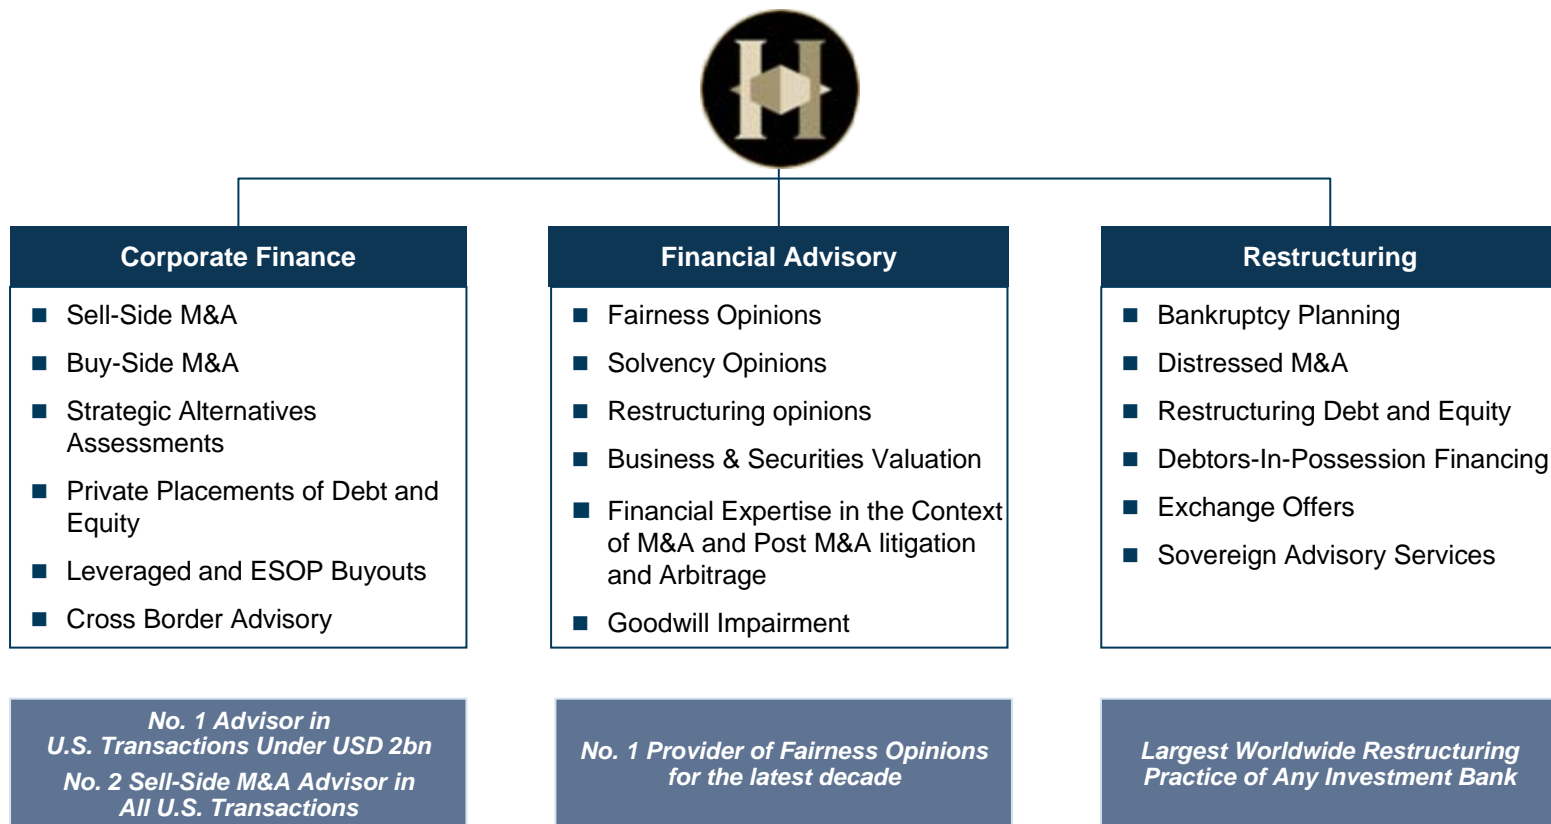 H
Corporate Finance
Sell-Side M&A
Buy-Side M&A
Strategic Alternatives
Assessments
Private Placements of Debt and
Equity
Leveraged and ESOP Buyouts
Cross Border Advisory
No. 1 Advisor in
U.S. Transactions Under USD 2bn
No. 2 Sell-Side M&A Advisor in
All U.S. Transactions
Financial Advisory
Fairness Opinions
Solvency Opinions
Restructuring opinions
Business & Securities Valuation
Financial Expertise in the Context
of M&A and Post M&A litigation
and Arbitrage
Goodwill Impairment
No. 1 Provider of Fairness Opinions
for the latest decade
Restructuring
Bankruptcy Planning
Distressed M&A
Restructuring Debt and Equity
Debtors-In-Possession Financing
Exchange Offers
Sovereign Advisory Services
Largest Worldwide Restructuring
Practice of Any Investment Bank